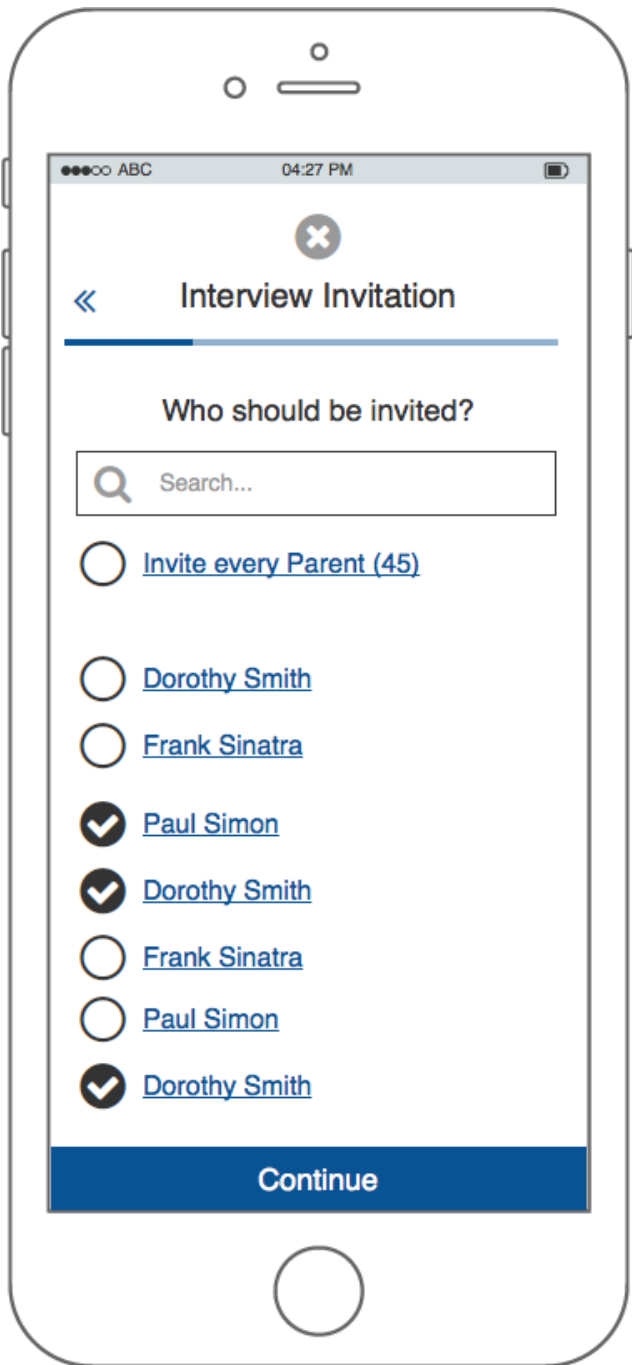 ABC 04:27 PM
Interview Invitation
Who should be invited?
Search...
Invite every Parent (45)
Dorothy Smith
Frank Sinatra
Paul Simon
Dorothy Smith
Frank Sinatra
Paul Simon
Dorothy Smith
Continue